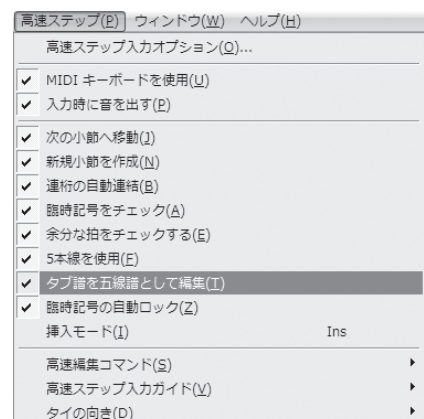 高速ステップ(P) ウィンドウ(W) ヘルプ(H)
高速ステップ入力オプション(O)...
MIDI キーボードを使用(U)
入力時に音を出す(P)
次の小節へ移動(J)
新規小節を作成(N)
連桁の自動連結(B)
臨時記号をチェック(A)
余分な拍をチェックする(E)
5本線を使用(F)
タブ譜を五線譜として編集(T)
臨時記号の自動ロック(Z)
挿入モード(I) Ins
高速編集コマンド(S)
高速ステップ入力ガイド(V)
タイの向き(D)